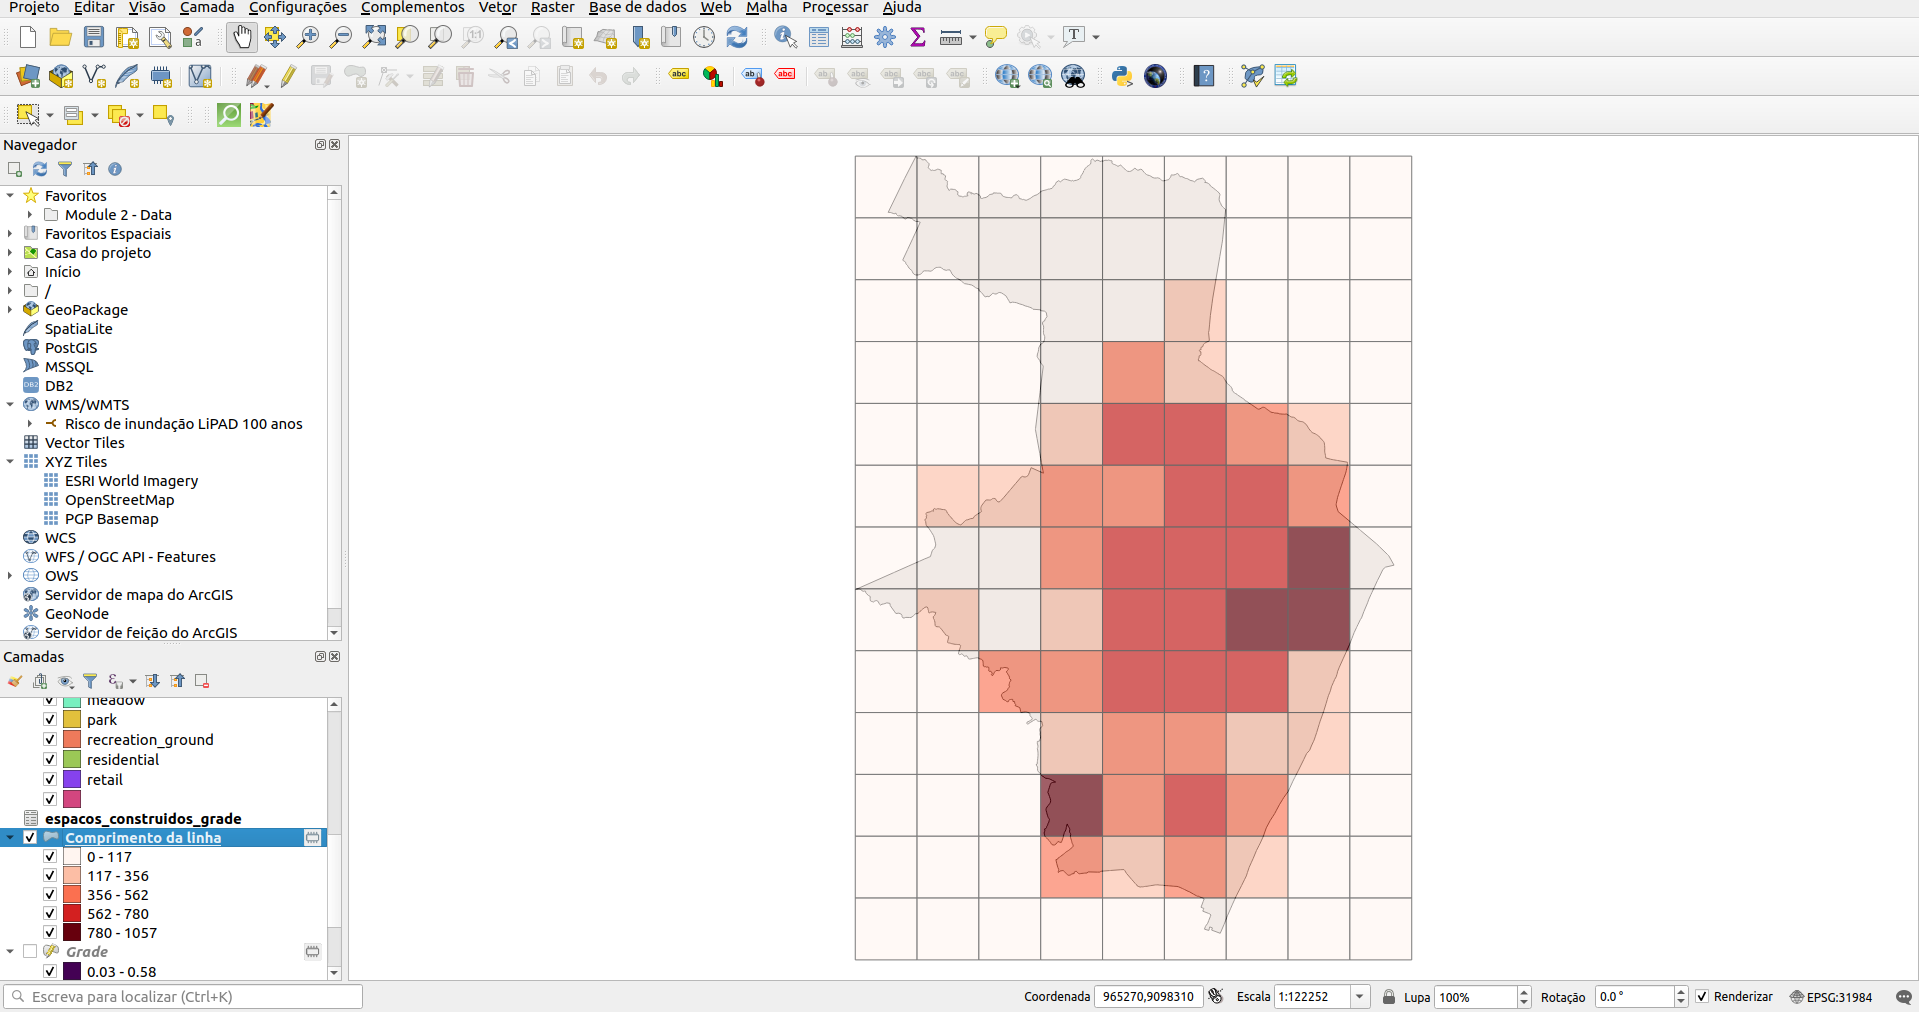 Projeto Editar Visão Camada Configurações Complementos Vetor Raster Base de dados Web Malha Processar Ajuda
Navegador
Favoritos
Module 2 - Data
Favoritos Espaciais
Casa do projeto
Início
/
GeoPackage
SpatiaLite
PostGIS
MSSQL
DB2
WMS/WMTS
Risco de inundação LiPAD 100 anos
Vector Tiles
XYZ Tiles
ESRI World Imagery
OpenStreetMap
PGP Basemap
WCS
WFS / OGC API - Features
OWS
Servidor de mapa do ArcGIS
GeoNode
Servidor de feição do ArcGIS
Camadas
meadow
park
recreation_ground
residential
retail
espacos_construidos_grade
Comprimento da linha
0 - 117
117 - 356
356 - 562
562 - 780
780 - 1057
Grade
0.03 - 0.58
Escreva para localizar (Ctrl+K)
Coordenada 965270,9098310 Escala 1:122252 Lupa 100% Rotação 0.0 ° Renderizar EPSG:31984